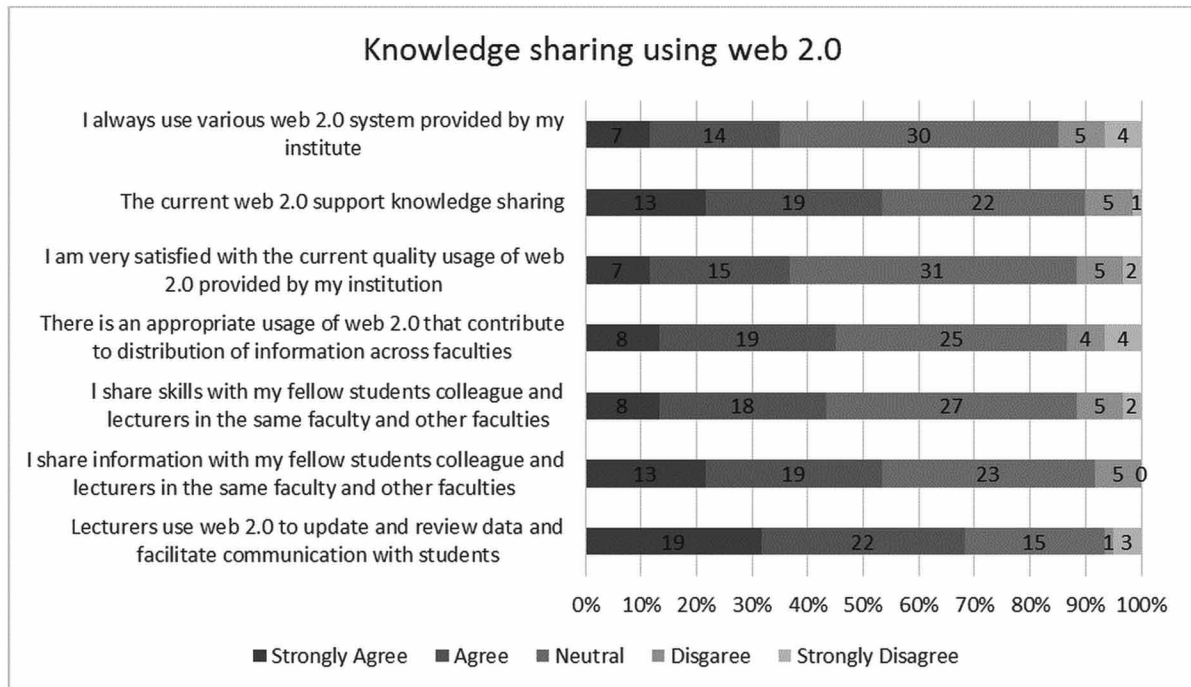 Knowledge sharing using web 2.0
I always use various web 2.0 system provided by my
institute
7 14 30 5 4
The current web 2.0 support knowledge sharing
13 19 22 5 1
I am very satisfied with the current quality usage of web
2.0 provided by my institution
7 15 31 5 2
There is an appropriate usage of web 2.0 that contribute
to distribution of information across faculties
8 19 25 4 4
I share skills with my fellow students colleague and
lecturers in the same faculty and other faculties
8 18 27 5 2
I share information with my fellow students colleague and
lecturers in the same faculty and other faculties
13 19 23 5 0
Lecturers use web 2.0 to update and review data and
facilitate communication with students
19 22 15 1 3
0% 10% 20% 30% 40% 50% 60% 70% 80% 90% 100%
Strongly Agree Agree Neutral Disgaree Strongly Disagree